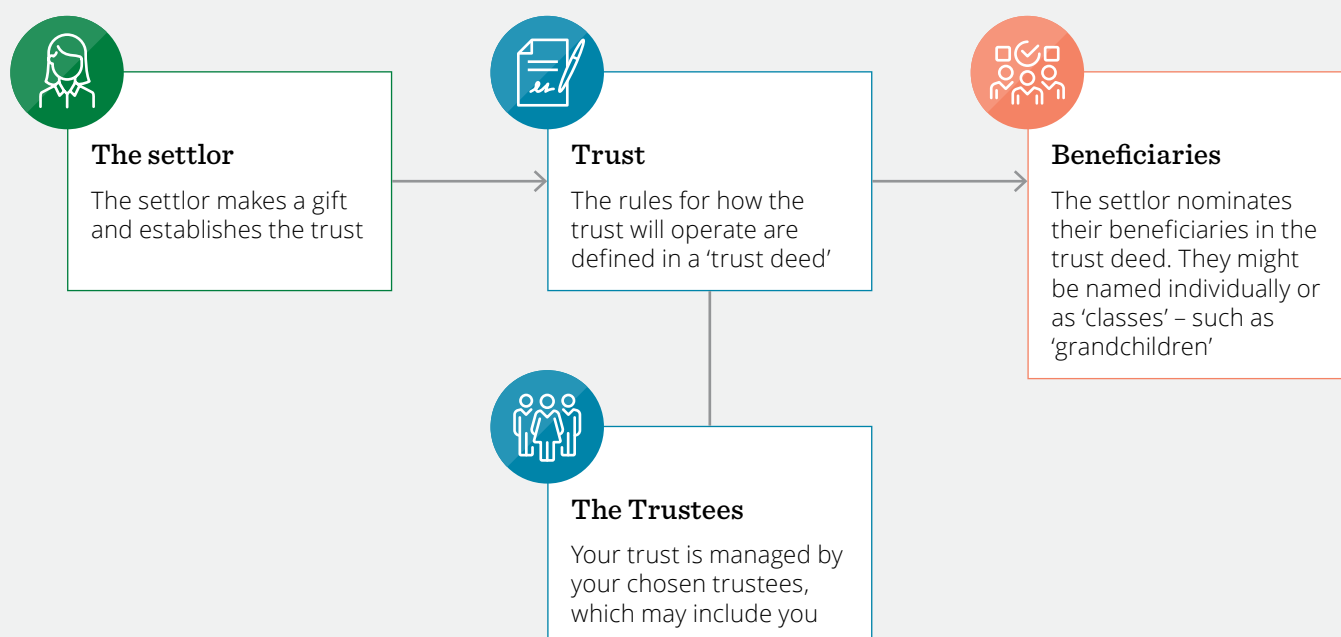 The settlor
The settlor makes a gift
and establishes the trust
Trust
The rules for how the
trust will operate are
defined in a ‘trust deed’
Beneficiaries
The settlor nominates
their beneficiaries in the
trust deed. They might
be named individually or
as ‘classes’ – such as
‘grandchildren’
The Trustees
Your trust is managed by
your chosen trustees,
which may include you